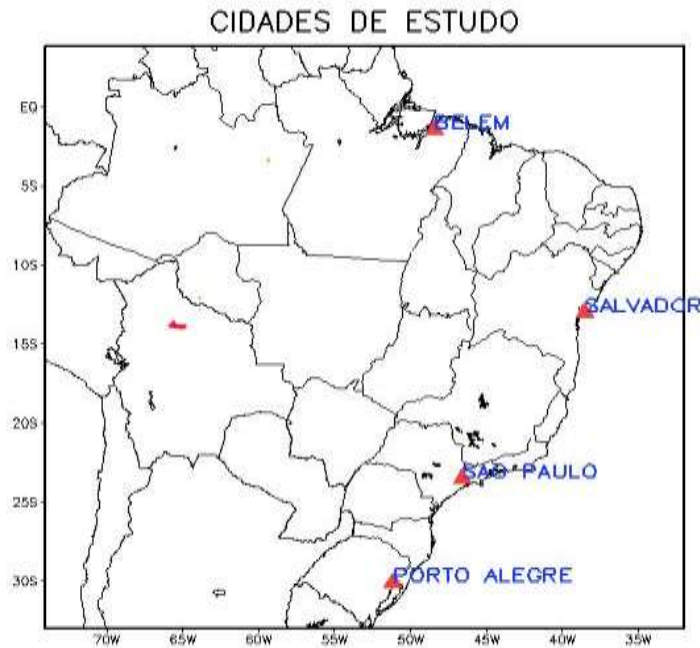 CIDADES DE ESTUDO
EQ
BELEM
5S
10S
SALVADOR
15S
20S
SAO PAULO
25S
PORTO ALEGRE
30S
70W 65W 60W 55W 50W 45W 40W 35W